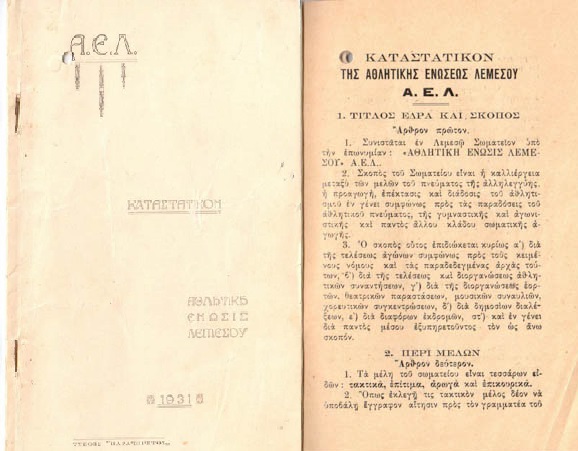 Α.Ε.Λ.
ΚΑΤΑΣΤΑΤΙΚΟΝ
ΑΘΛΗΤΙΚΗ
ΕΝΩΣΙΣ
ΛΕΜΕΣΟΥ
1931
ΤΥΠΟΙΣ
ΚΑΤΑΣΤΑΤΙΚΟΝ
ΤΗΣ ΑΘΛΗΤΙΚΗΣ ΕΝΩΣΕΩΣ ΛΕΜΕΣΟΥ
Α. Ε. Λ.
1. ΤΙΤΛΟΣ ΕΔΡΑ ΚΑΙ ΣΚΟΠΟΣ
Ἄρθρον πρῶτον.
1. Συνιστᾶται ἐν Λεμεσῷ Σωματεῖον ὑπὸ
τὴν ἐπωνυμίαν: «ΑΘΛΗΤΙΚΗ ΕΝΩΣΙΣ ΛΕΜΕ-
ΣΟΥ» Α.Ε.Λ..
2. Σκοπὸς τοῦ Σωματείου εἶναι ἡ καλλιέργεια
μεταξὺ τῶν μελῶν τοῦ πνεύματος τῆς ἀλληλεγγύης,
ἡ προαγωγή, ἐπέκτασις καὶ διάδοσις τοῦ ἀθλητι-
σμοῦ ἐν γένει συμφώνως πρὸς τὰς παραδόσεις τοῦ
ἀθλητικοῦ πνεύματος, τῆς γυμναστικῆς καὶ ἀγωνι-
στικῆς καὶ παντὸς ἄλλου κλάδου σωματικῆς ἀ-
γωγῆς.
3. Ὁ σκοπὸς οὗτος ἐπιδιώκεται κυρίως α') διὰ
τῆς τελέσεως ἀγώνων συμφώνως πρὸς τοὺς κειμέ-
νους νόμους καὶ τὰς παραδεδεγμένας ἀρχὰς τού-
των, β') διὰ τῆς τελέσεως καὶ διοργανώσεως ἀθλη-
τικῶν συναντήσεων, γ') διὰ τῆς διοργανώσεως ἑορ-
τῶν, θεατρικῶν παραστάσεων, μουσικῶν συναυλιῶν,
χορευτικῶν συγκεντρώσεων, δ') διὰ δημοσίων διαλέ-
ξεων, ε') διὰ διαφόρων ἐκδρομῶν, στ') καὶ ἐν γένει
διὰ παντὸς μέσου ἐξυπηρετοῦντος τὸν ὡς ἄνω
σκοπόν.
2. ΠΕΡΙ ΜΕΛΩΝ
Ἄρθρον δεύτερον.
1. Τὰ μέλη τοῦ σωματείου εἶναι τεσσάρων εἰ-
δῶν: τακτικά, ἐπίτιμα, ἀρωγὰ καὶ ἐπικουρικά.
2. Ὅπως ἐκλεγῇ τις τακτικὸν μέλος δέον νὰ
ὑποβάλῃ ἔγγραφον αἴτησιν πρὸς τὸν γραμματέα τοῦ